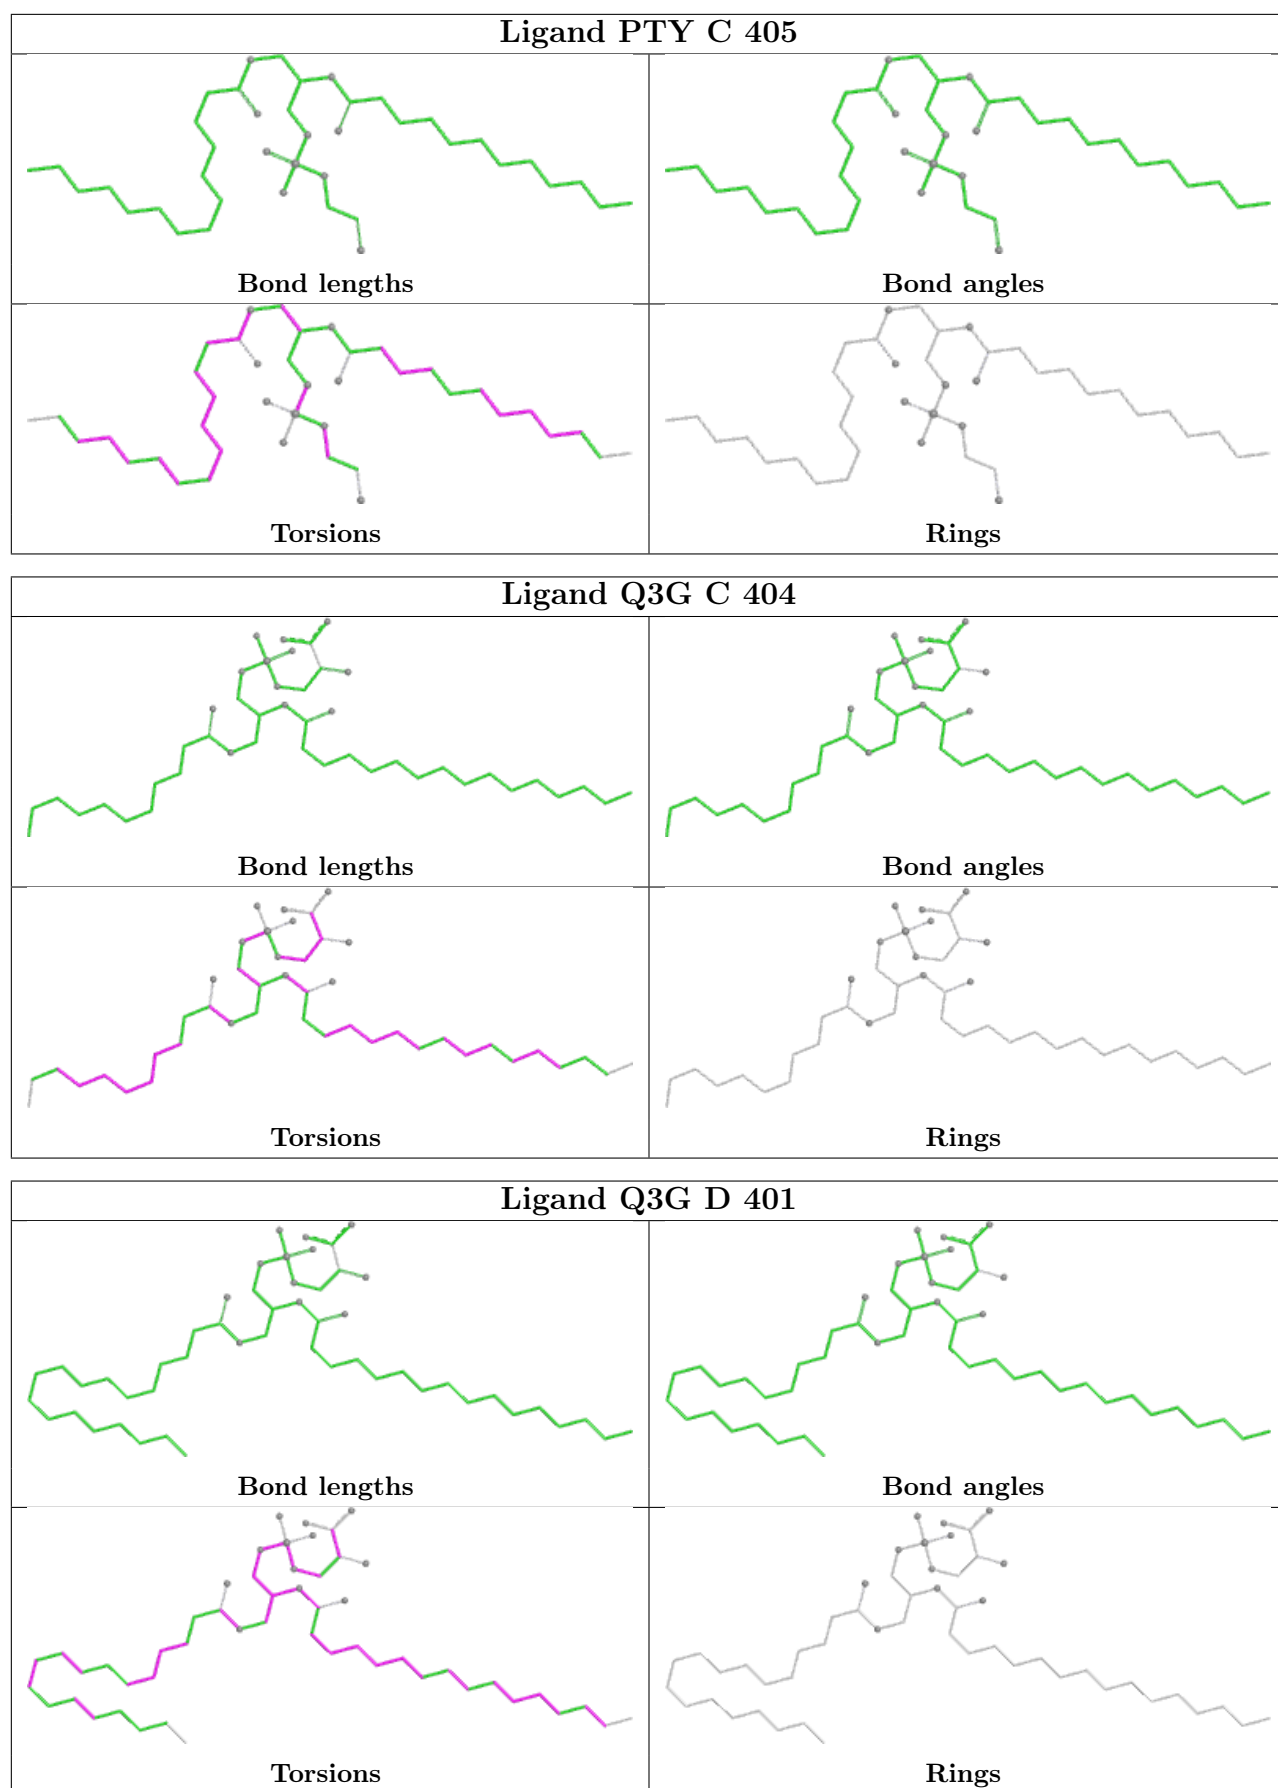 Ligand PTY C 405
Bond lengths
Bond angles
Torsions
Rings
Ligand Q3G C 404
Bond lengths
Bond angles
Torsions
Rings
Ligand Q3G D 401
Bond lengths
Bond angles
Torsions
Rings